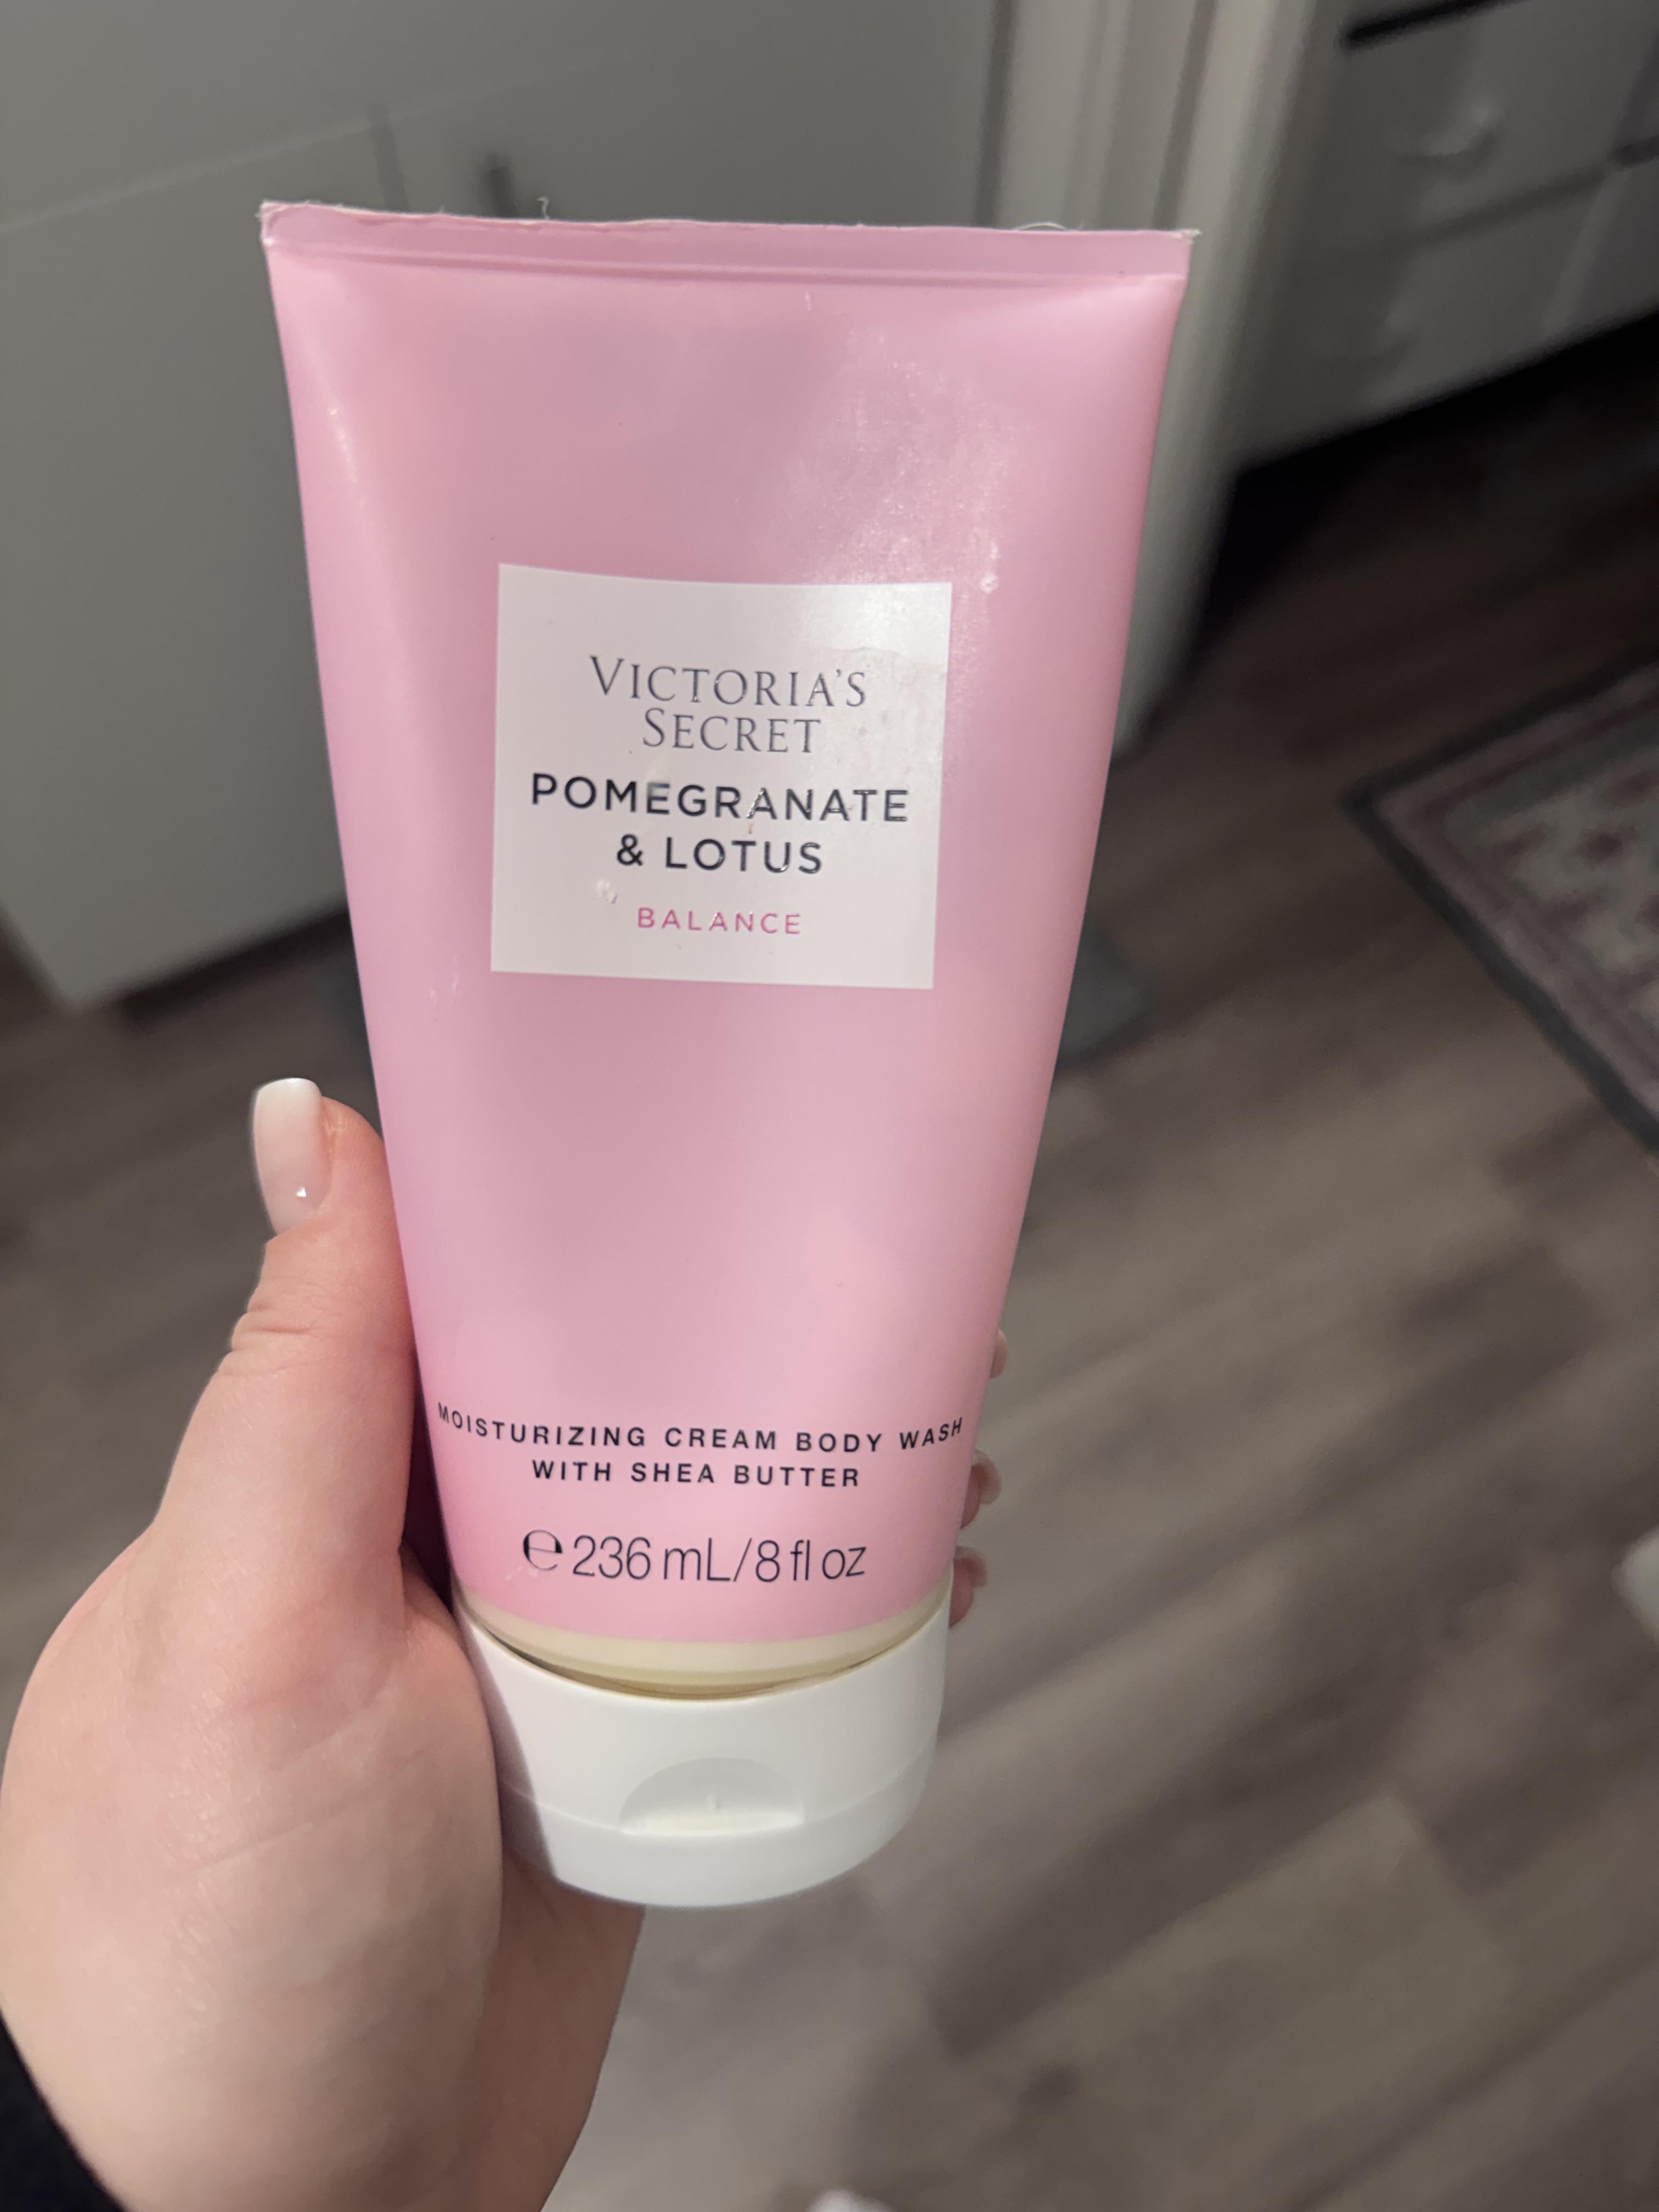 VICTORIA'S
SECRET
POMEGRANATE
& LOTUS
BALANCE
MOISTURIZING CREAM BODY WASH
WITH SHEA BUTTER
℮ 236 mL/8 fl oz